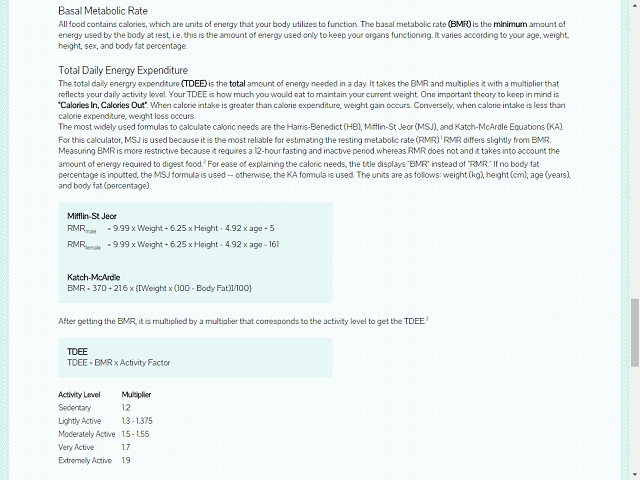 Basal Metabolic Rate
All food contains calories, which are units of energy that your body utilizes to function. The basal metabolic rate (BMR) is the minimum amount of
energy used by the body at rest, i.e. this is the amount of energy used only to keep your organs functioning. It varies according to your age, weight,
height, sex, and body fat percentage.
Total Daily Energy Expenditure
The total daily energry expenditure (TDEE) is the total amount of energy needed in a day. It takes the BMR and multiplies it with a multiplier that
reflects your daily activity level. Your TDEE is how much you would eat to maintain your current weight. One important theory to keep in mind is
"Calories In, Calories Out". When calorie intake is greater than calorie expenditure, weight gain occurs. Conversely, when calorie intake is less than
calorie expenditure, weight loss occurs.
The most widely used formulas to calculate caloric needs are the Harris-Benedict (HB), Mifflin-St Jeor (MSJ), and Katch-McArdle Equations (KA).
For this calculator, MSJ is used because it is the most reliable for estimating the resting metabolic rate (RMR).¹ RMR differs slightly from BMR.
Measuring BMR is more restrictive because it requires a 12-hour fasting and inactive period whereas RMR does not and it takes into account the
amount of energy required to digest food.² For ease of explaining the caloric needs, the title displays "BMR" instead of "RMR." If no body fat
percentage is inputted, the MSJ formula is used -- otherwise, the KA formula is used. The units are as follows: weight (kg), height (cm), age (years),
and body fat (percentage).
Mifflin-St Jeor
RMRmale = 9.99 x Weight + 6.25 x Height - 4.92 x age + 5
RMRfemale = 9.99 x Weight + 6.25 x Height - 4.92 x age - 161
Katch-McArdle
BMR = 370 + 21.6 x {[Weight x (100 - Body Fat)]/100}
After getting the BMR, it is multiplied by a multiplier that corresponds to the activity level to get the TDEE.¹
TDEE
TDEE = BMR x Activity Factor
Activity Level Multiplier
Sedentary 1.2
Lightly Active 1.3 - 1.375
Moderately Active 1.5 - 1.55
Very Active 1.7
Extremely Active 1.9